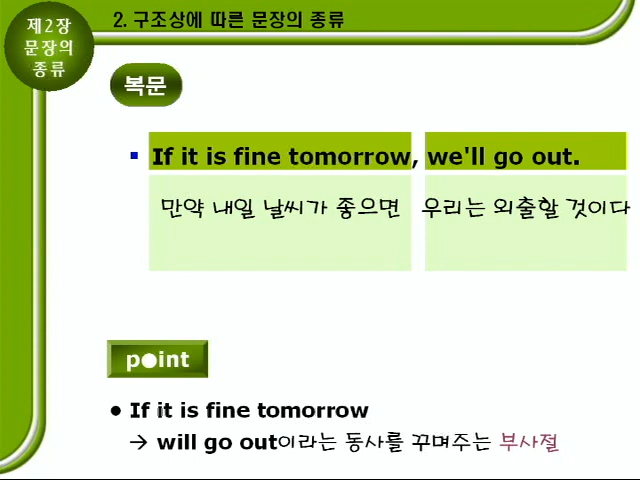 제2장
문장의
종류
2. 구조상에 따른 문장의 종류
복문
▪ If it is fine tomorrow, we'll go out.
만약 내일 날씨가 좋으면 우리는 외출할 것이다
point
● If it is fine tomorrow
→ will go out이라는 동사를 꾸며주는 부사절